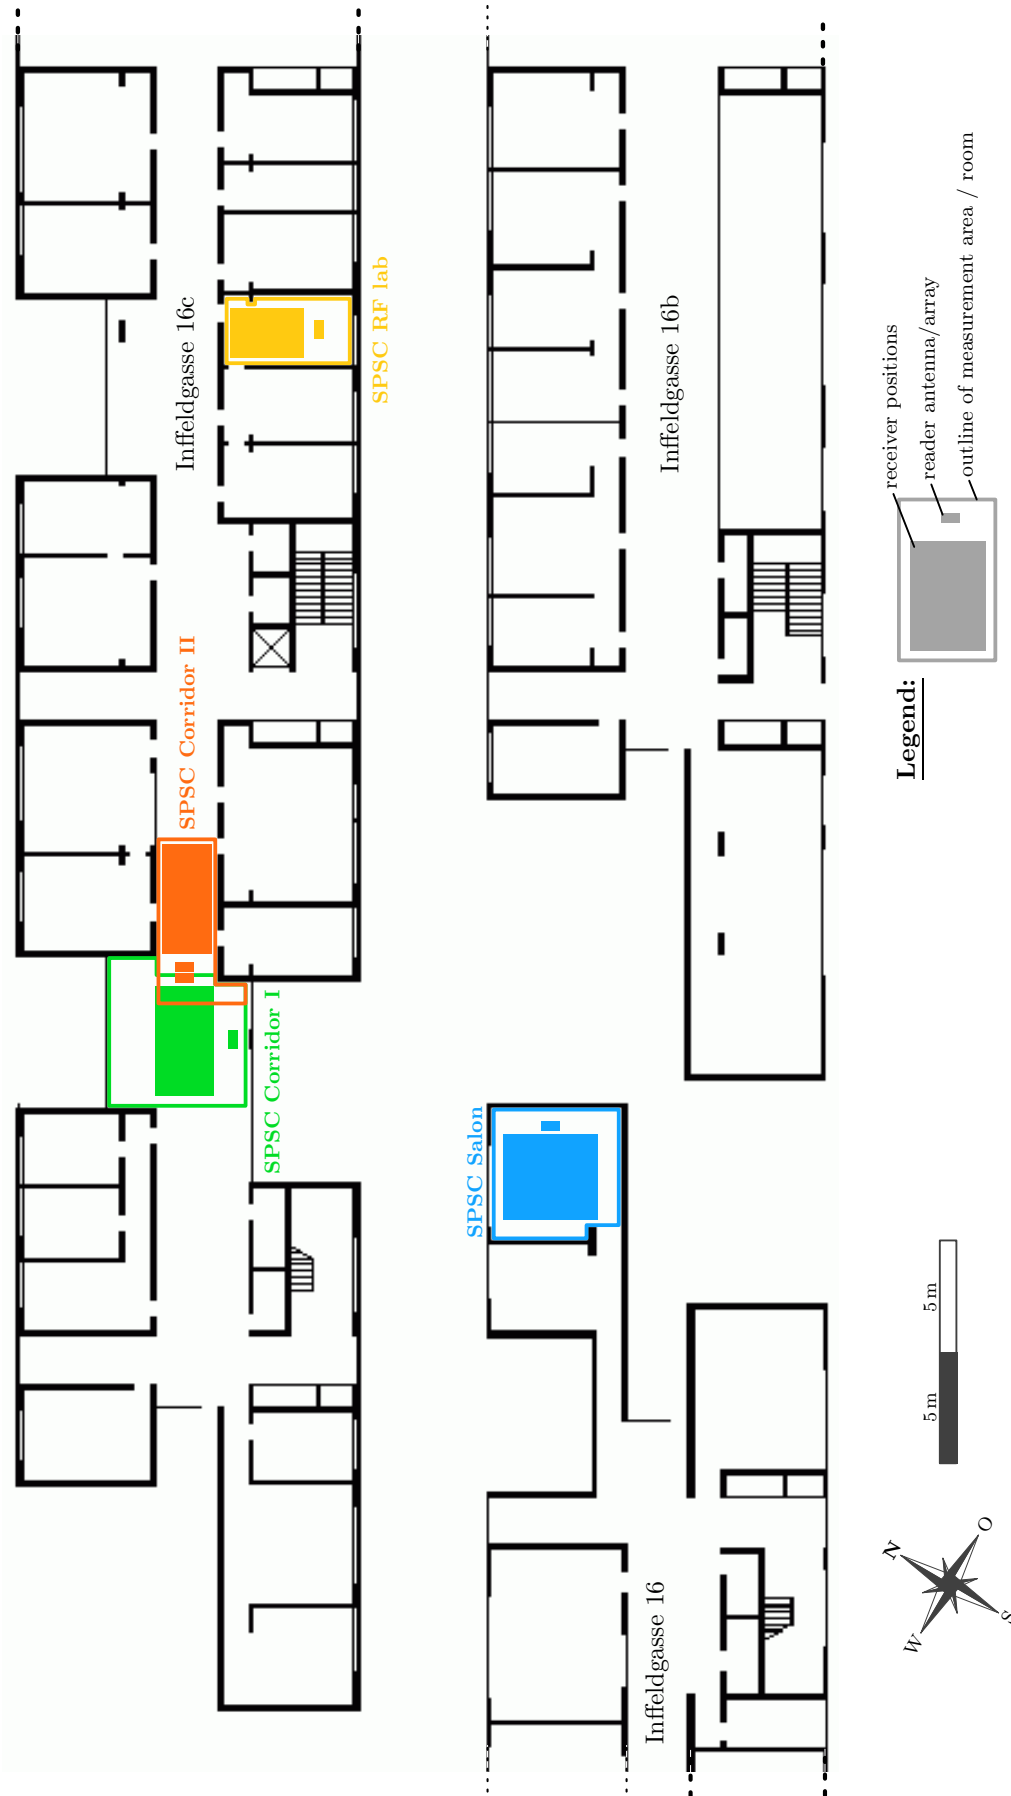 Inffeldgasse 16c
SPSC RF lab
SPSC Corridor II
SPSC Corridor I
Inffeldgasse 16b
SPSC Salon
Inffeldgasse 16
Legend:
receiver positions
reader antenna/array
outline of measurement area / room
5 m
5 m
N
O
S
W